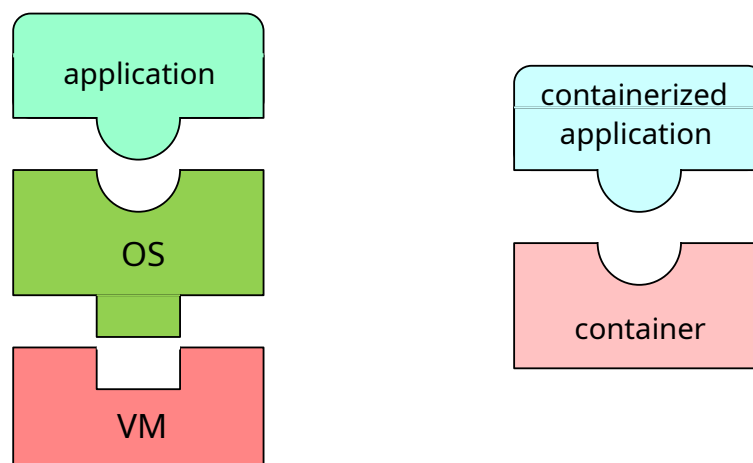 application
OS
VM
containerized
application
container